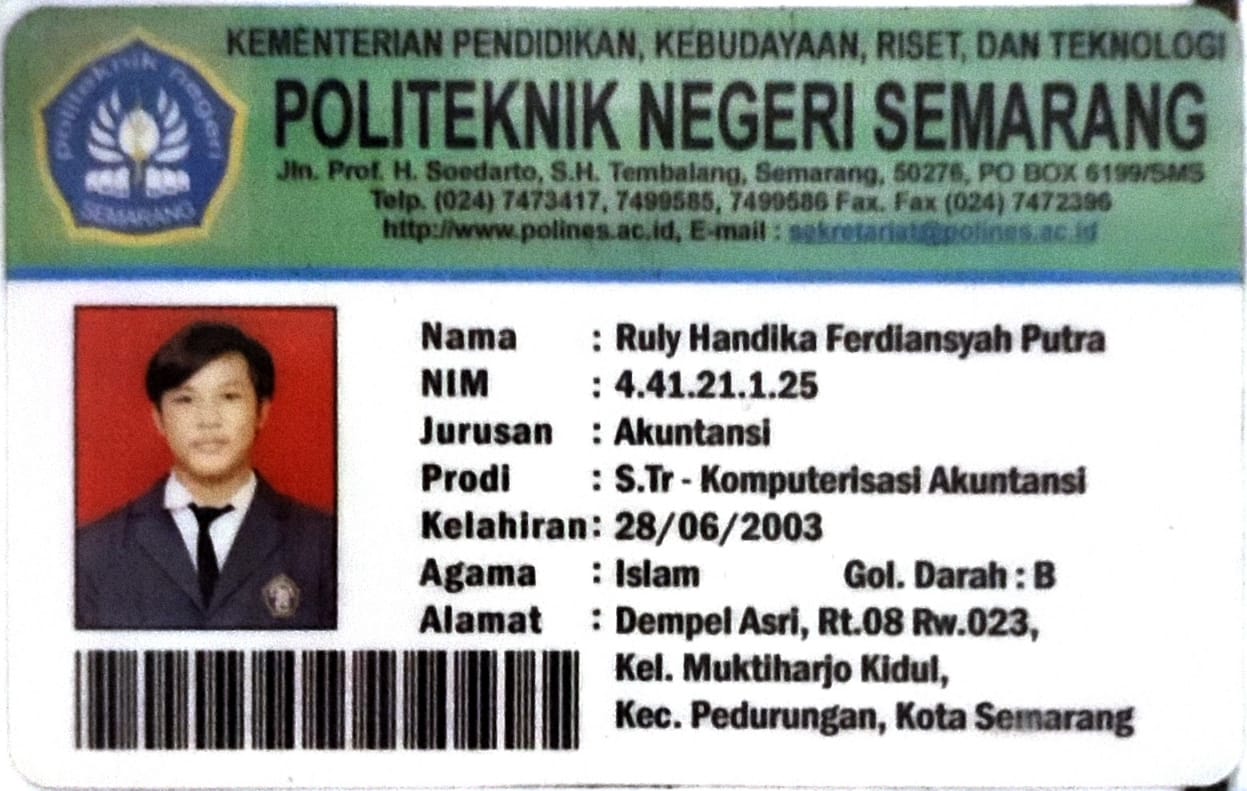 KEMENTERIAN PENDIDIKAN, KEBUDAYAAN, RISET, DAN TEKNOLOGI
POLITEKNIK NEGERI SEMARANG
Jln. Prof. H. Soedarto, S.H. Tembalang, Semarang, 50276, PO BOX 6199/SMS
Telp. (024) 7473417, 7499585, 7499586 Fax. Fax (024) 7472396
http://www.polines.ac.id, E-mail : sekretariat@polines.ac.id
politeknik negeri
SEMARANG
Nama : Ruly Handika Ferdiansyah Putra
NIM : 4.41.21.1.25
Jurusan : Akuntansi
Prodi : S.Tr - Komputerisasi Akuntansi
Kelahiran : 28/06/2003
Agama : Islam Gol. Darah : B
Alamat : Dempel Asri, Rt.08 Rw.023,
Kel. Muktiharjo Kidul,
Kec. Pedurungan, Kota Semarang